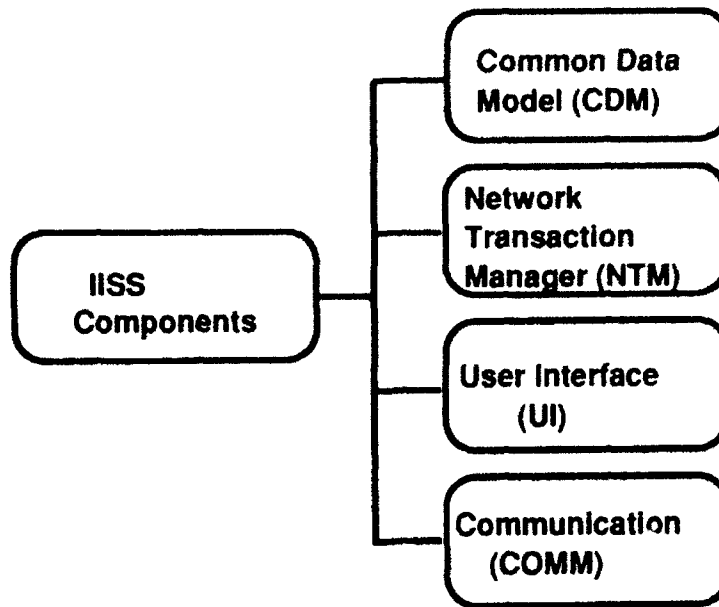 Common Data
Model (CDM)
Network
Transaction
Manager (NTM)
IISS
Components
User Interface
(UI)
Communication
(COMM)